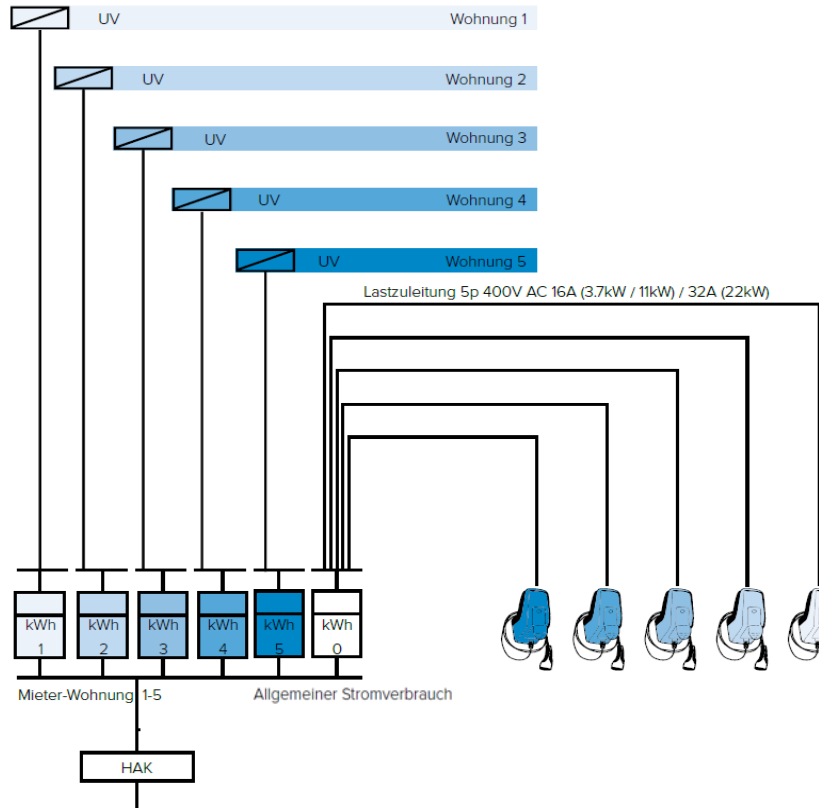 UV Wohnung 1
UV Wohnung 2
UV Wohnung 3
UV Wohnung 4
UV Wohnung 5
Lastzuleitung 5p 400V AC 16A (3.7kW / 11kW) / 32A (22kW)
kWh kWh kWh kWh kWh kWh
1 2 3 4 5 0
Mieter-Wohnung 1-5 Allgemeiner Stromverbrauch
HAK